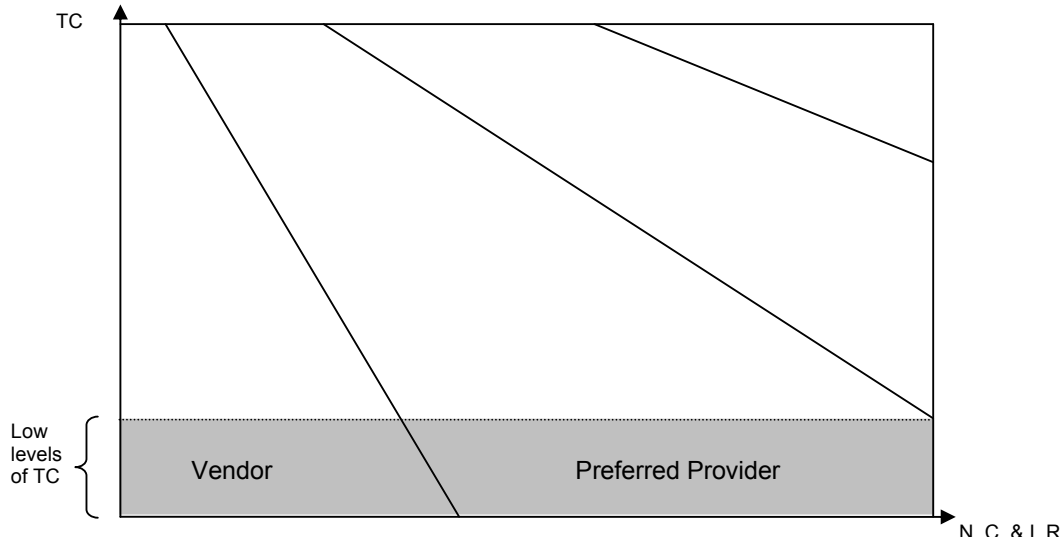 TC
Low
levels
of TC
Vendor
Preferred Provider
N, C, & I, R